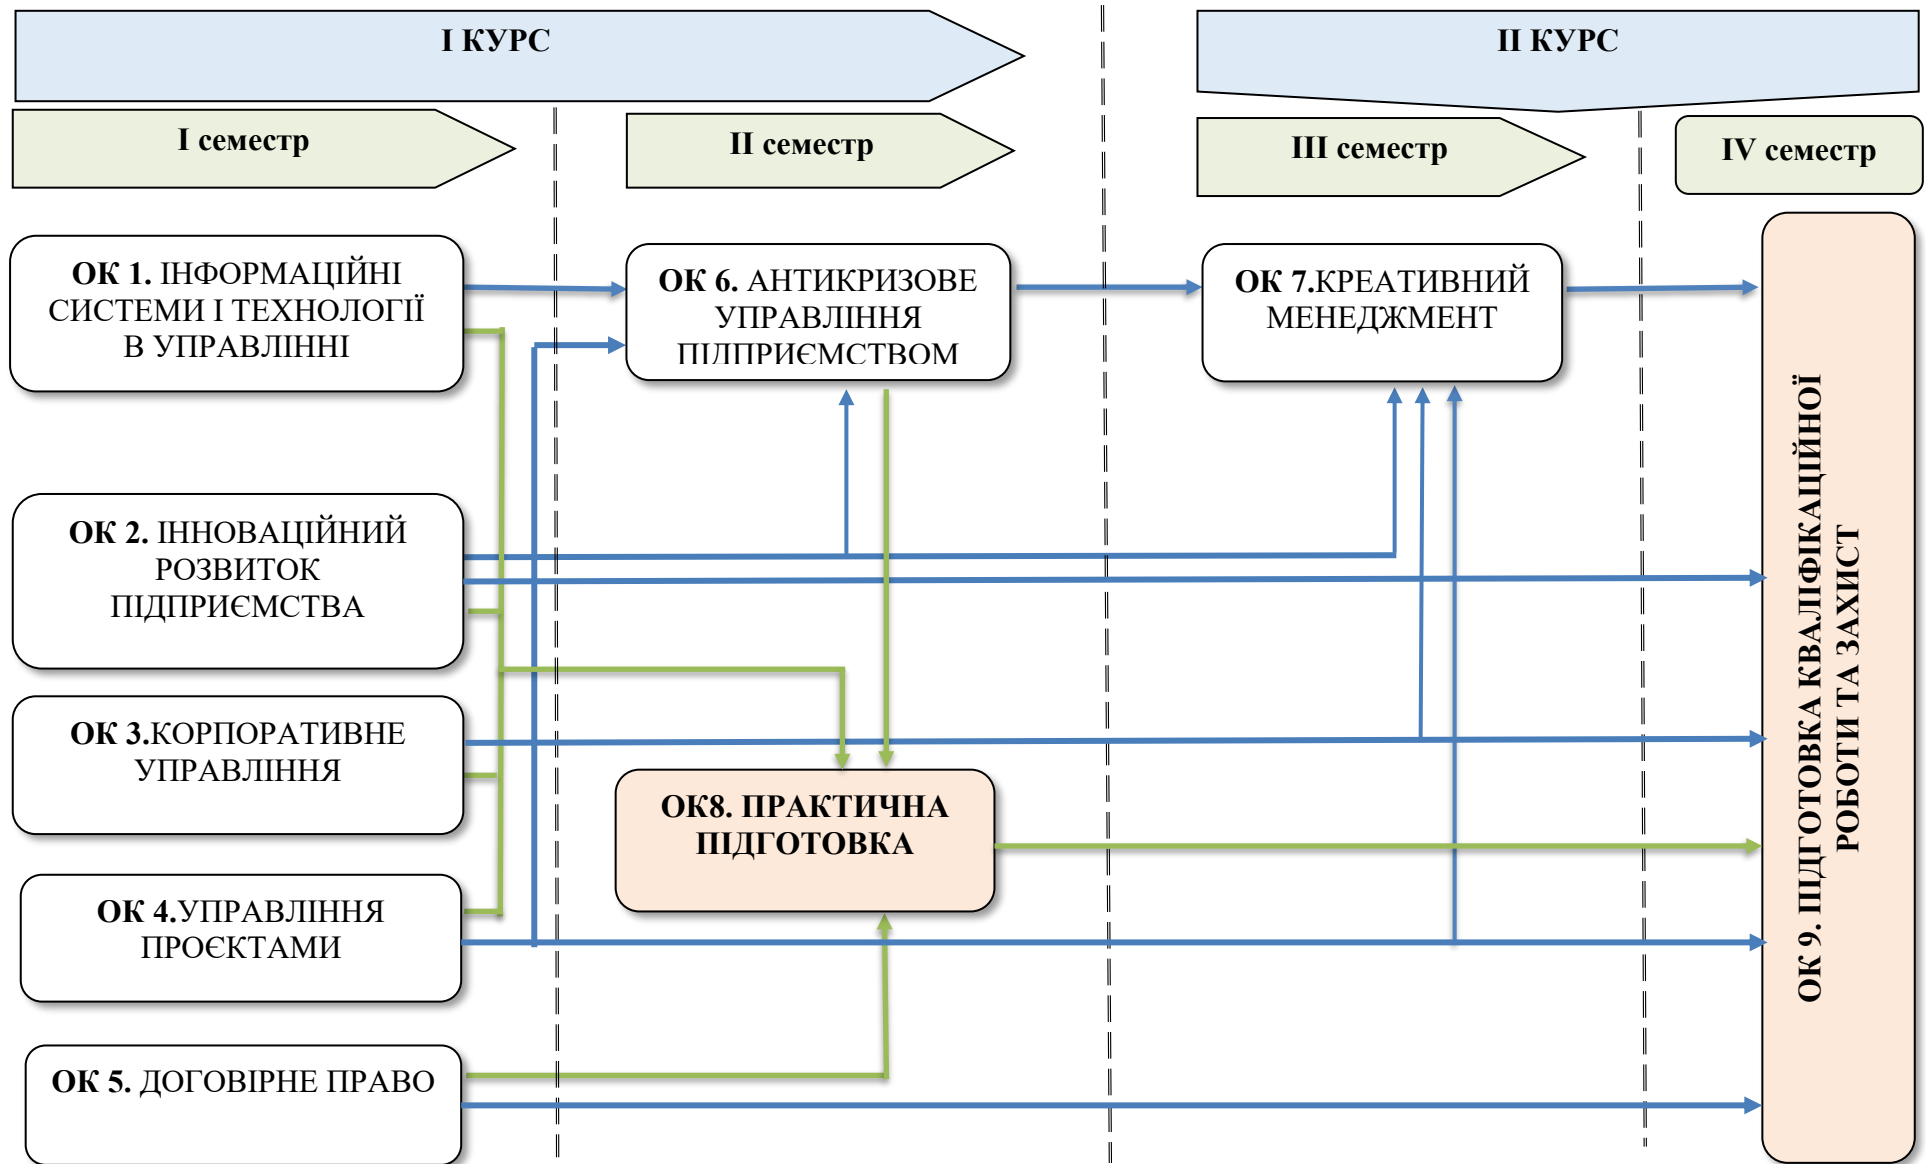 І КУРС
ІІ КУРС
І семестр
ІІ семестр
ІІІ семестр
ІV семестр
ОК 1. ІНФОРМАЦІЙНІ
СИСТЕМИ І ТЕХНОЛОГІЇ
В УПРАВЛІННІ
ОК 6. АНТИКРИЗОВЕ
УПРАВЛІННЯ
ПІДПРИЄМСТВОМ
ОК 7.КРЕАТИВНИЙ
МЕНЕДЖМЕНТ
ОК 2. ІННОВАЦІЙНИЙ
РОЗВИТОК
ПІДПРИЄМСТВА
ОК 3.КОРПОРАТИВНЕ
УПРАВЛІННЯ
ОК8. ПРАКТИЧНА
ПІДГОТОВКА
ОК 4.УПРАВЛІННЯ
ПРОЄКТАМИ
ОК 5. ДОГОВІРНЕ ПРАВО
ОК 9. ПІДГОТОВКА КВАЛІФІКАЦІЙНОЇ
РОБОТИ ТА ЗАХИСТ